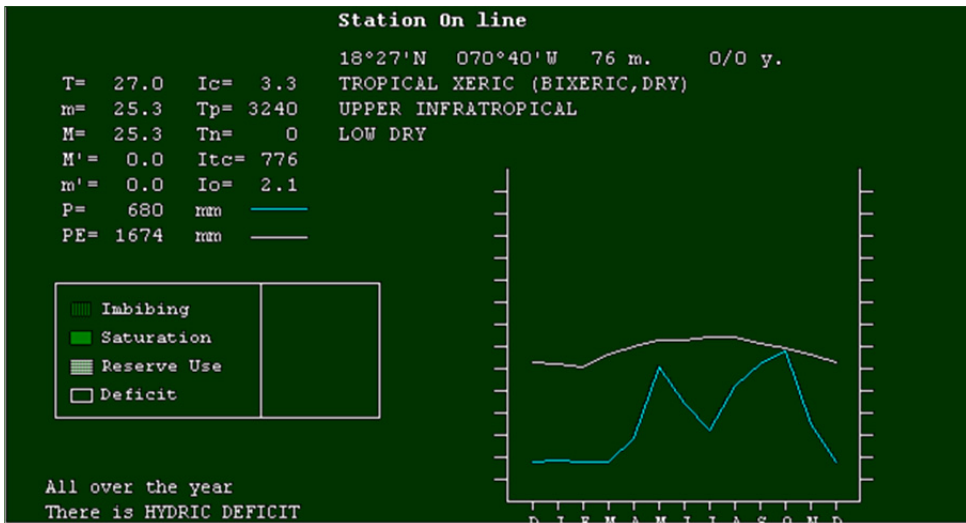 Station On line
18°27'N 070°40'W 76 m. 0/0 y.
T= 27.0 Ic= 3.3 TROPICAL XERIC (BIXERIC,DRY)
m= 25.3 Tp= 3240 UPPER INFRATROPICAL
M= 25.3 Tn= 0 LOW DRY
M'= 0.0 Itc= 776
m'= 0.0 Io= 2.1
P= 680 mm
PE= 1674 mm
Imbibing
Saturation
Reserve Use
Deficit
All over the year
There is HYDRIC DEFICIT
D J F M A M J J A S O N D